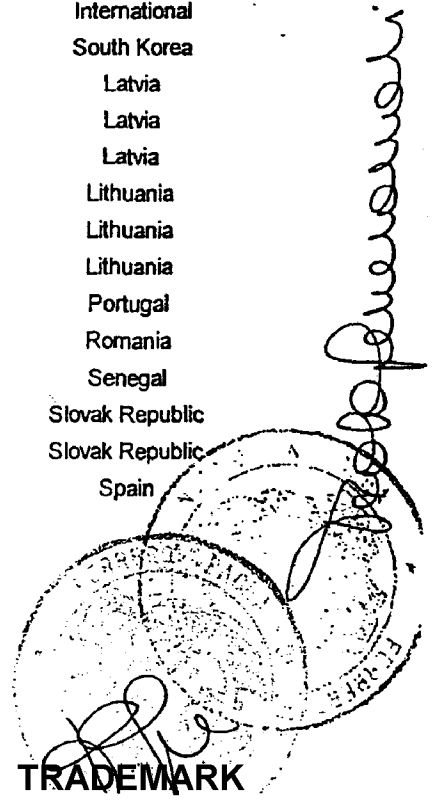 International
South Korea
Latvia
Latvia
Latvia
Lithuania
Lithuania
Lithuania
Portugal
Romania
Senegal
Slovak Republic
Slovak Republic
Spain
TRADEMARK